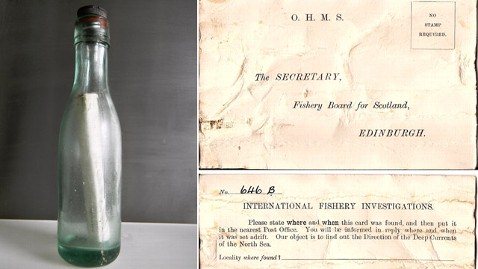 O. H. M. S.
NO
STAMP
REQUIRED.
The SECRETARY,
Fishery Board for Scotland,
EDINBURGH.
No. 646 B
INTERNATIONAL FISHERY INVESTIGATIONS.
Please state where and when this card was found, and then put it
in the nearest Post Office. You will be informed in reply where and when
it was set adrift. Our object is to find out the Direction of the Deep Currents
of the North Sea.
Locality where found